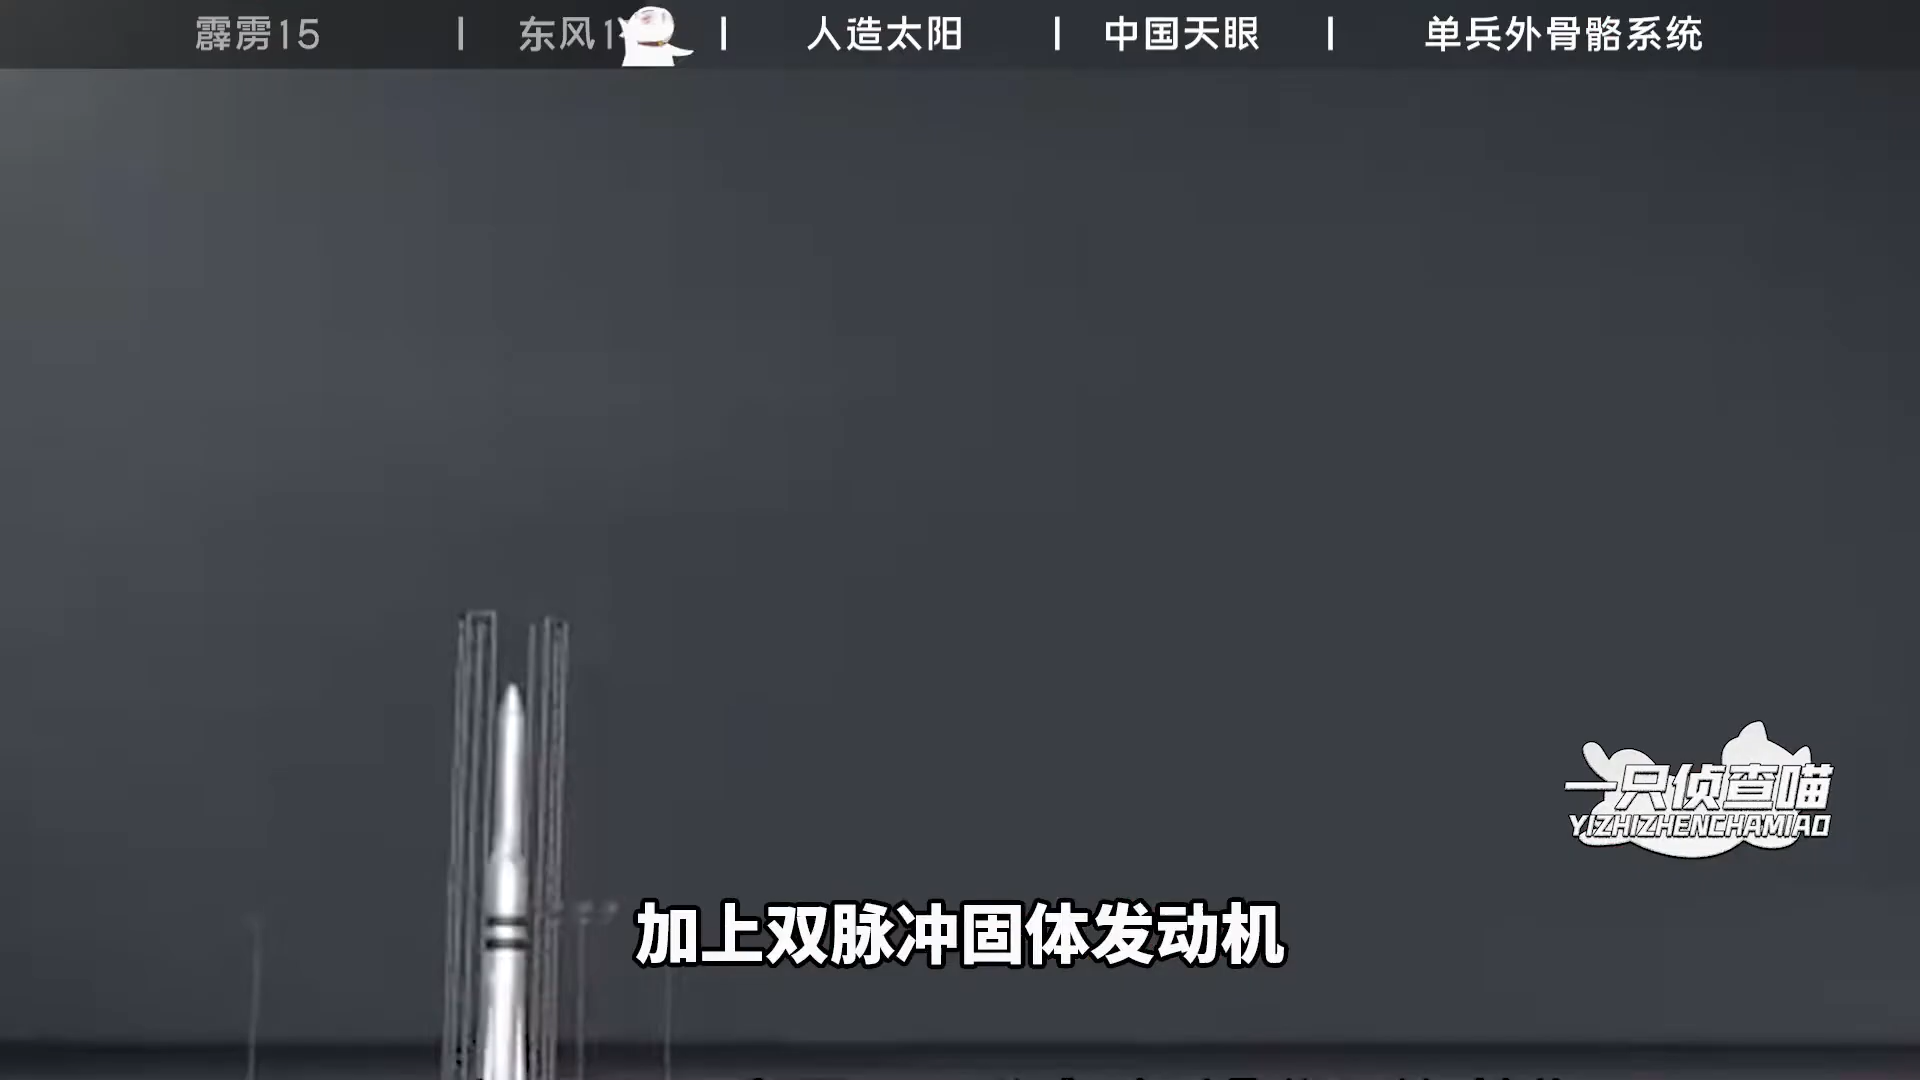 霹雳15 | 东风1 | 人造太阳 | 中国天眼 | 单兵外骨骼系统
一只侦查喵
YIZHIZHENCHAMIAO
加上双脉冲固体发动机